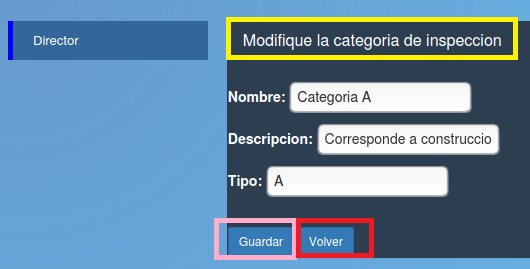 Director
Modifique la categoria de inspeccion
Nombre: Categoria A
Descripcion: Corresponde a construccio
Tipo: A
Guardar Volver